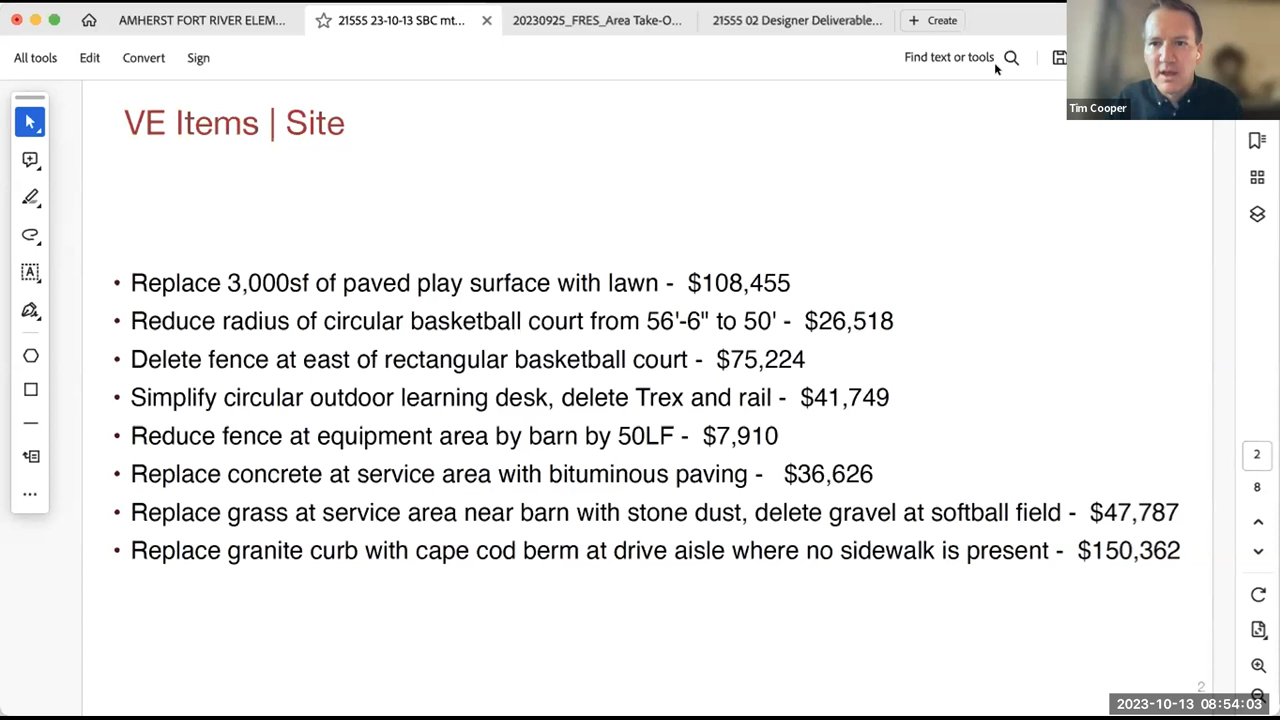 AMHERST FORT RIVER ELEM...
21555 23-10-13 SBC mt...
20230925_FRES_Area Take-O...
21555 02 Designer Deliverable...
Create
All tools
Edit
Convert
Sign
Find text or tools
Tim Cooper
VE Items | Site
• Replace 3,000sf of paved play surface with lawn - $108,455
• Reduce radius of circular basketball court from 56'-6" to 50' - $26,518
• Delete fence at east of rectangular basketball court - $75,224
• Simplify circular outdoor learning desk, delete Trex and rail - $41,749
• Reduce fence at equipment area by barn by 50LF - $7,910
• Replace concrete at service area with bituminous paving - $36,626
• Replace grass at service area near barn with stone dust, delete gravel at softball field - $47,787
• Replace granite curb with cape cod berm at drive aisle where no sidewalk is present - $150,362
2
8
2
2023-10-13 08:54:03